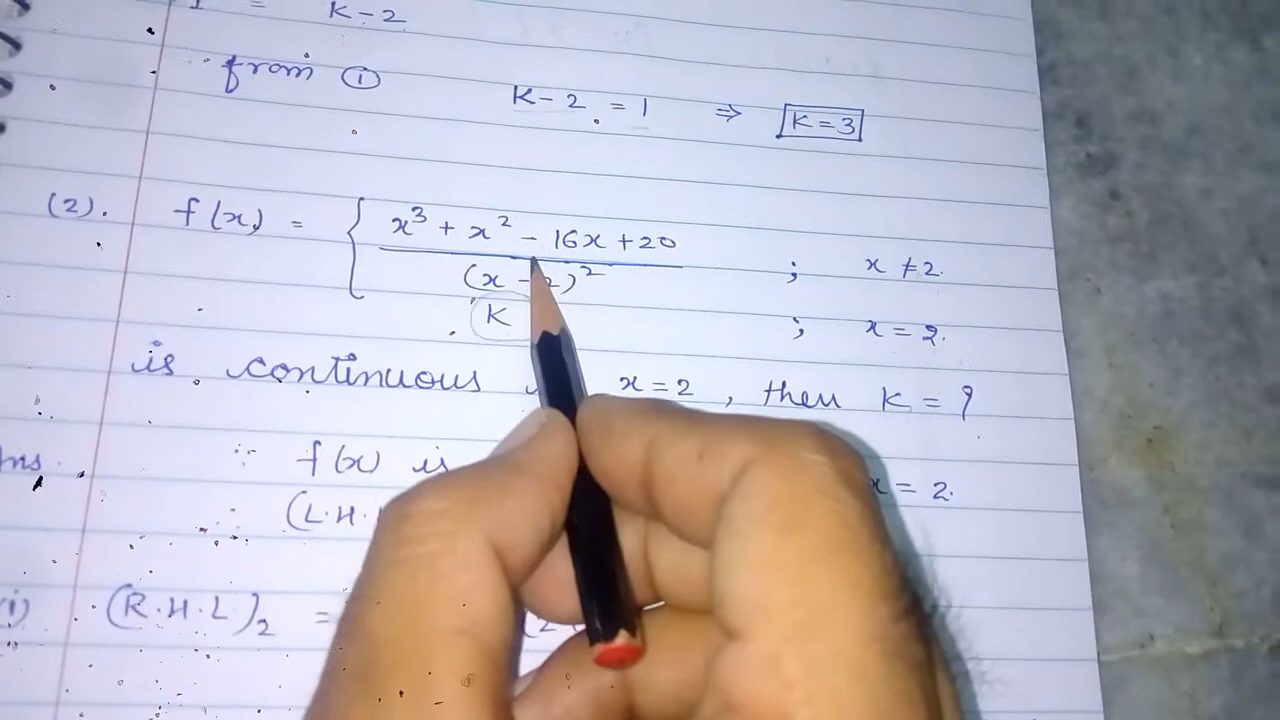 = K-2
from ①
K-2 = 1 ⇒ K=3
(2). f(x) = { x³ + x² - 16x + 20 ; x ≠ 2.
(x - 2)²
K ; x = 2.
is continuous x = 2 , then K = ?
Ans. ∵ f(x) is x = 2.
∴ (L.H.
(i) (R.H.L)₂ =